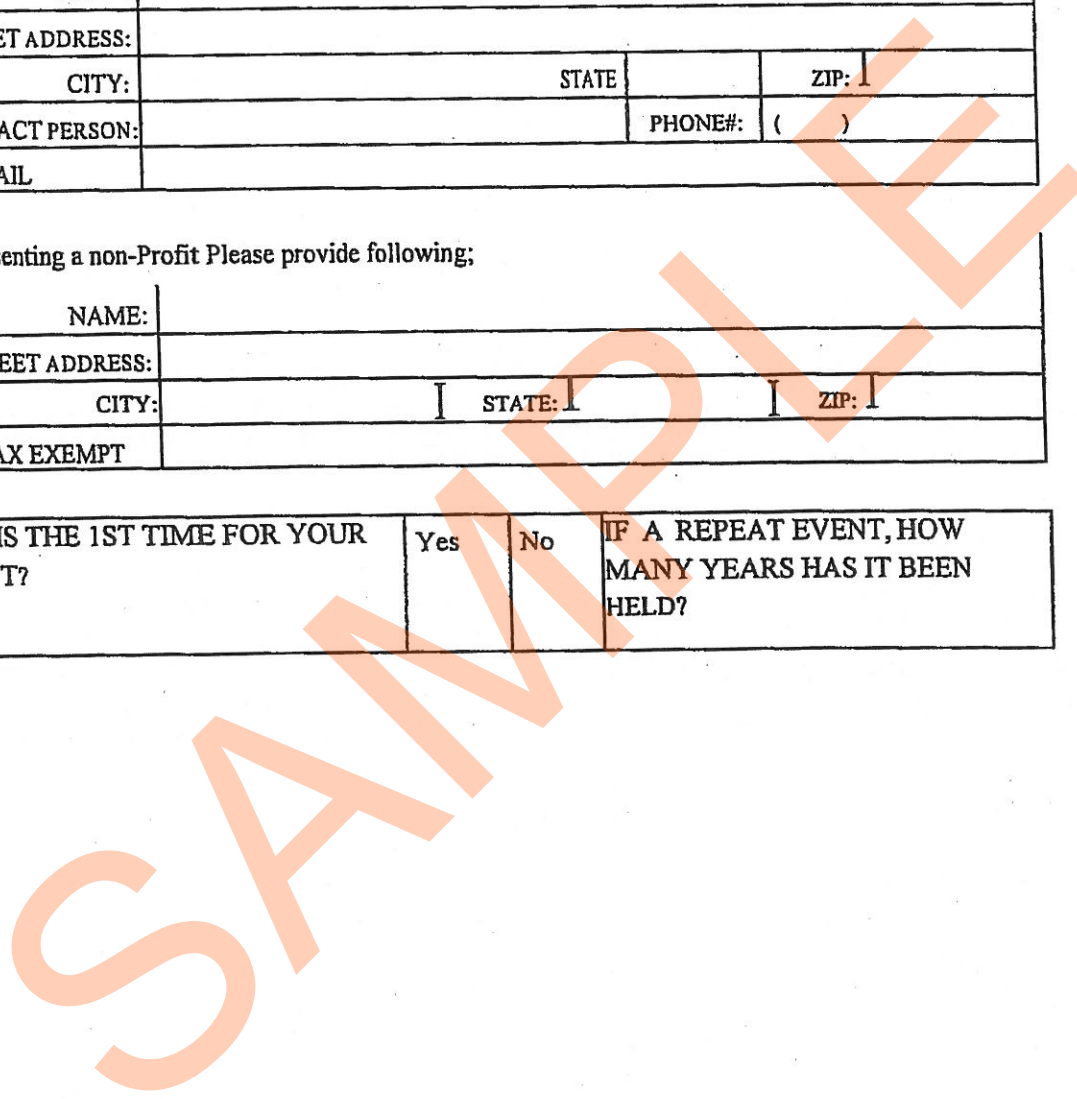 ET ADDRESS:
CITY: STATE ZIP:
ACT PERSON: PHONE#: ( )
AIL
enting a non-Profit Please provide following;
NAME:
EET ADDRESS:
CITY: STATE: ZIP:
AX EXEMPT
IS THE 1ST TIME FOR YOUR
T?
Yes No
IF A REPEAT EVENT, HOW
MANY YEARS HAS IT BEEN
HELD?
SAMPLE